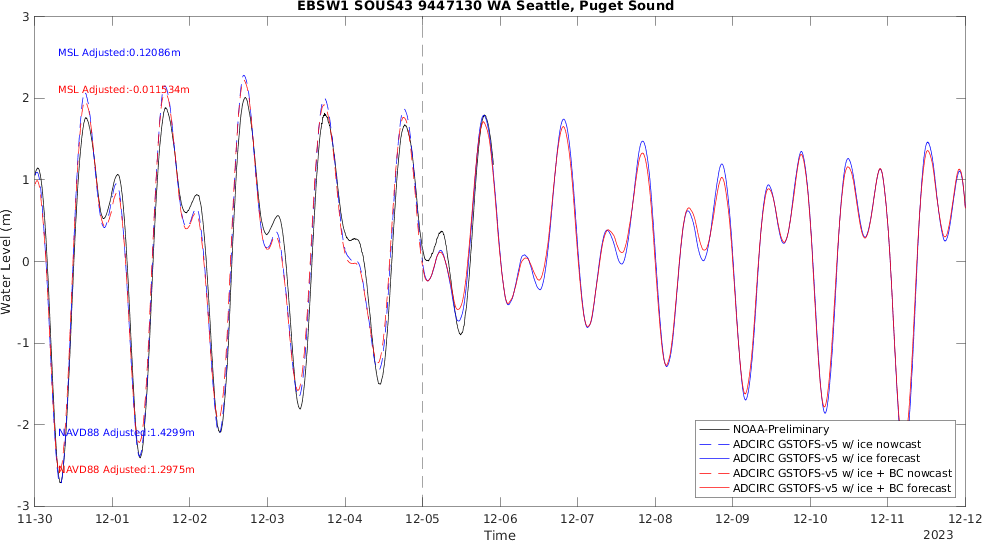 EBSW1 SOUS43 9447130 WA Seattle, Puget Sound
3
MSL Adjusted:0.12086m
MSL Adjusted:-0.011534m
2
1
0
-1
-2
-3
Water Level (m)
NAVD88 Adjusted:1.4299m
NAVD88 Adjusted:1.2975m
NOAA-Preliminary
ADCIRC GSTOFS-v5 w/ ice nowcast
ADCIRC GSTOFS-v5 w/ ice forecast
ADCIRC GSTOFS-v5 w/ ice + BC nowcast
ADCIRC GSTOFS-v5 w/ ice + BC forecast
11-30 12-01 12-02 12-03 12-04 12-05 12-06 12-07 12-08 12-09 12-10 12-11 12-12
Time
2023